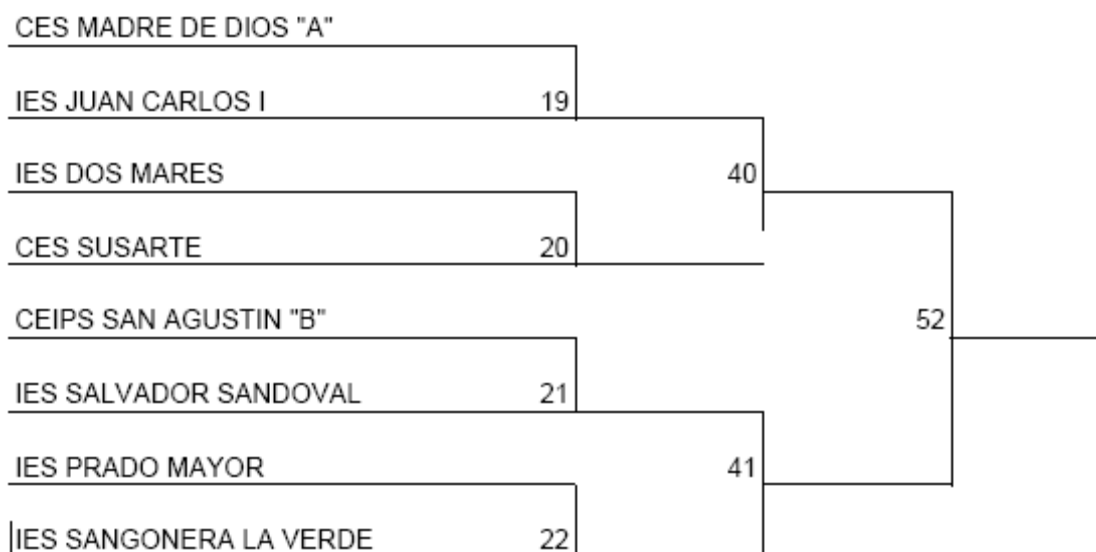 CES MADRE DE DIOS "A"
IES JUAN CARLOS I 19
IES DOS MARES 40
CES SUSARTE 20
CEIPS SAN AGUSTIN "B" 52
IES SALVADOR SANDOVAL 21
IES PRADO MAYOR 41
IES SANGONERA LA VERDE 22